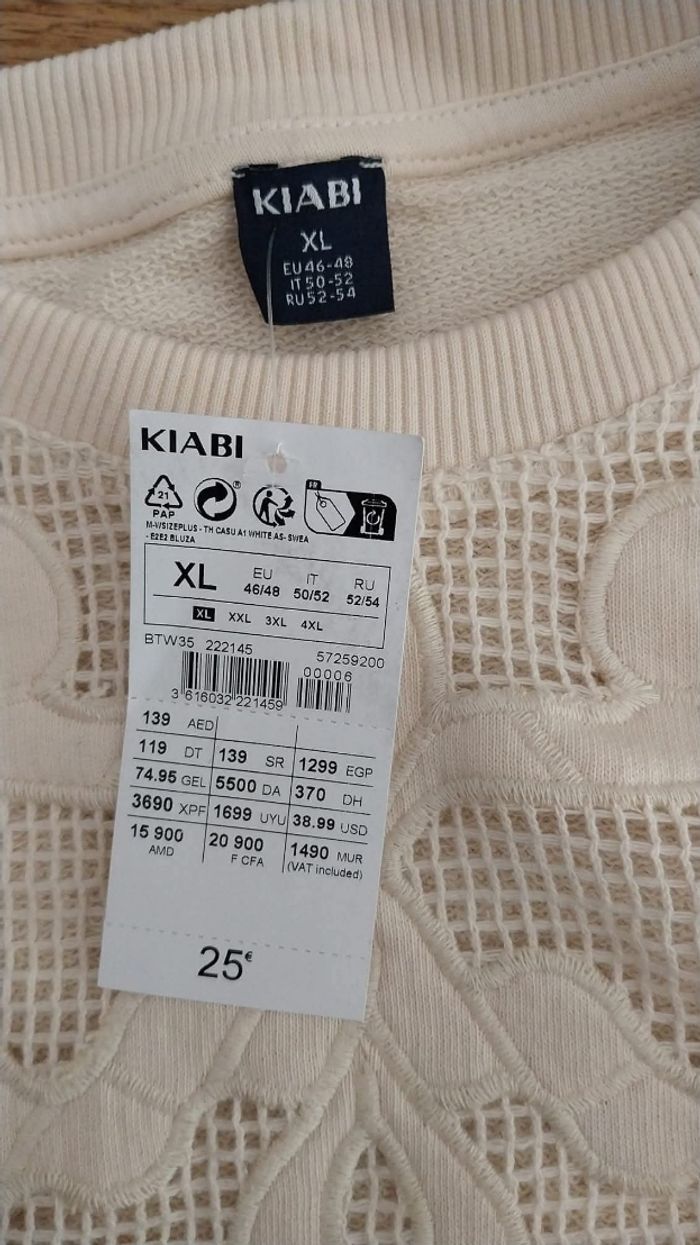 KIABI
XL
EU46-48
IT50-52
RU52-54
KIABI
21
PAP
®
FR
M-W/SIZEPLUS - TH CASU A1 WHITE AS- SWEA
- E2E2 BLUZA
XL EU 46/48 IT 50/52 RU 52/54
XL XXL 3XL 4XL
BTW35 222145 57259200
00006
3 616032 221459
139 AED
119 DT 139 SR 1299 EGP
74.95 GEL 5500 DA 370 DH
3690 XPF 1699 UYU 38.99 USD
15 900 AMD 20 900 F CFA 1490 MUR
(VAT included)
25€